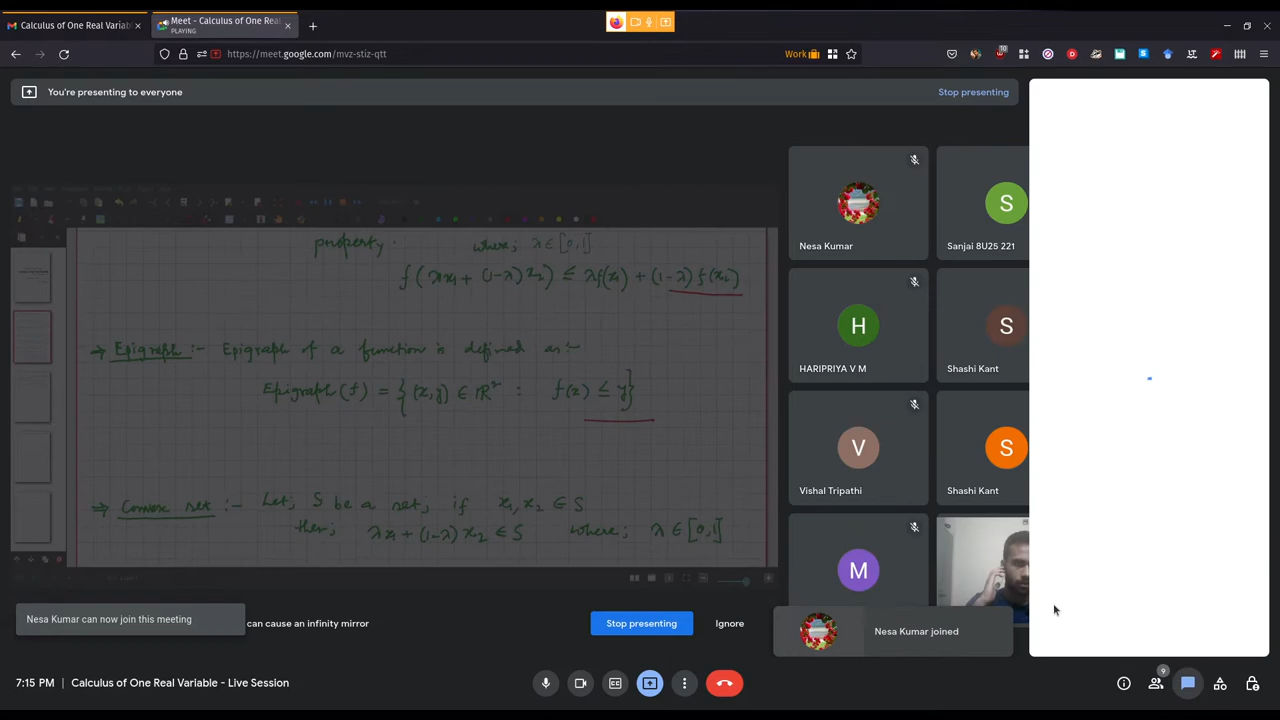 Calculus of One Real Variab
Meet - Calculus of One Real
PLAYING
https://meet.google.com/mvz-stiz-qtt
Work
10
You're presenting to everyone
Stop presenting
property. where; λ∈[0,1]
f(λx₁ + (1-λ)x₂) ≤ λf(x₁) + (1-λ) f(x₂)
⇒ Epigraph :- Epigraph of a function is defined as:-
Epigraph(f) = {(x,y) ∈ IR² : f(x) ≤ y}
⇒ Convex set :- Let; S be a set; if x₁,x₂ ∈ S
then; λx₁ + (1-λ)x₂ ∈ S where; λ∈[0,1]
Nesa Kumar
Sanjai 8U25 221
H
HARIPRIYA V M
S
Shashi Kant
V
Vishal Tripathi
S
Shashi Kant
M
S
Nesa Kumar can now join this meeting
can cause an infinity mirror
Stop presenting
Ignore
Nesa Kumar joined
7:15 PM | Calculus of One Real Variable - Live Session
9